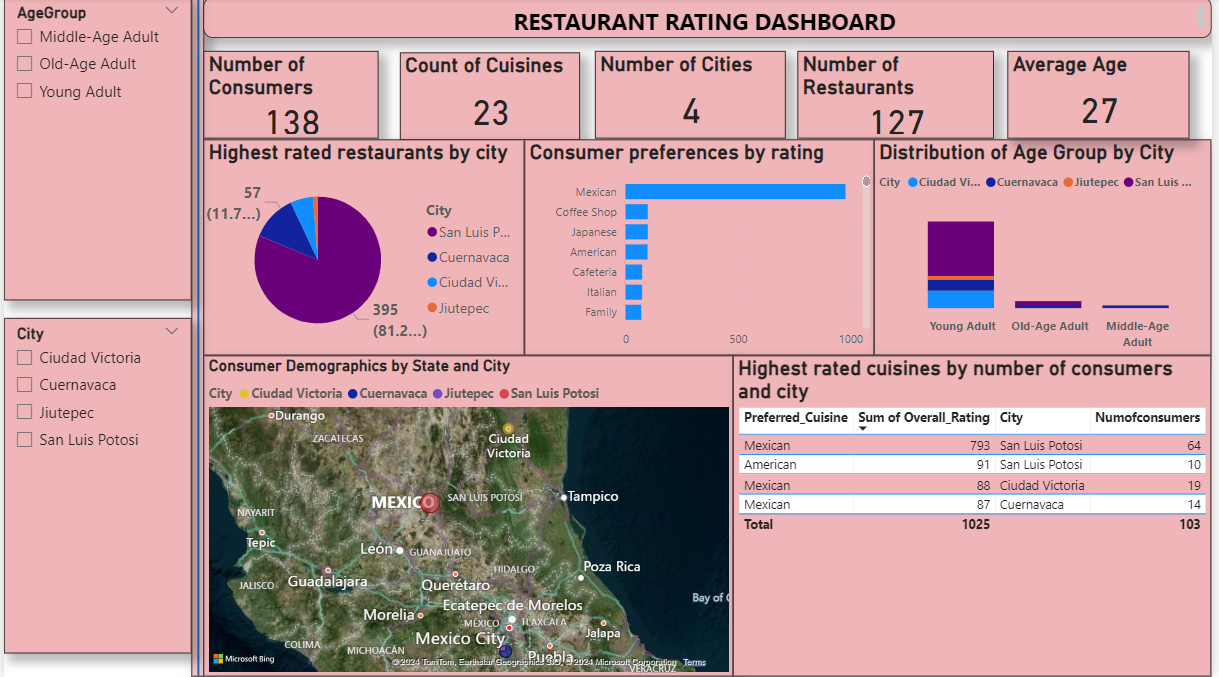 AgeGroup
Middle-Age Adult
Old-Age Adult
Young Adult
City
Ciudad Victoria
Cuernavaca
Jiutepec
San Luis Potosi
RESTAURANT RATING DASHBOARD
Number of
Consumers
138
Count of Cuisines
23
Number of Cities
4
Number of
Restaurants
127
Average Age
27
Highest rated restaurants by city
57
(11.7...)
395
(81.2...)
City
San Luis P...
Cuernavaca
Ciudad Vi...
Jiutepec
Consumer preferences by rating
Mexican
Coffee Shop
Japanese
American
Cafeteria
Italian
Family
0 500 1000
Distribution of Age Group by City
City Ciudad Vi... Cuernavaca Jiutepec San Luis ...
Young Adult Old-Age Adult Middle-Age
Adult
Consumer Demographics by State and City
City Ciudad Victoria Cuernavaca Jiutepec San Luis Potosi
Durango
ZACATECAS
Ciudad
Victoria
MEXICO
SAN LUIS POTOSÍ
Tampico
NAYARIT
Tepic
León
GUANAJUATO
HIDALGO
Poza Rica
JALISCO
Guadalajara
Querétaro
Bay of C
Ecatepec de Morelos
Morelia
MÉXICO
TLAXCALA
Jalapa
Mexico City
COLIMA
MICHOACÁN
Puebla
Microsoft Bing
© 2024 TomTom, Earthstar Geographics SIO, © 2024 Microsoft Corporation Terms
VERACRUZ
Highest rated cuisines by number of consumers
and city
Preferred_Cuisine Sum of Overall_Rating City Numofconsumers
Mexican 793 San Luis Potosi 64
American 91 San Luis Potosi 10
Mexican 88 Ciudad Victoria 19
Mexican 87 Cuernavaca 14
Total 1025 103